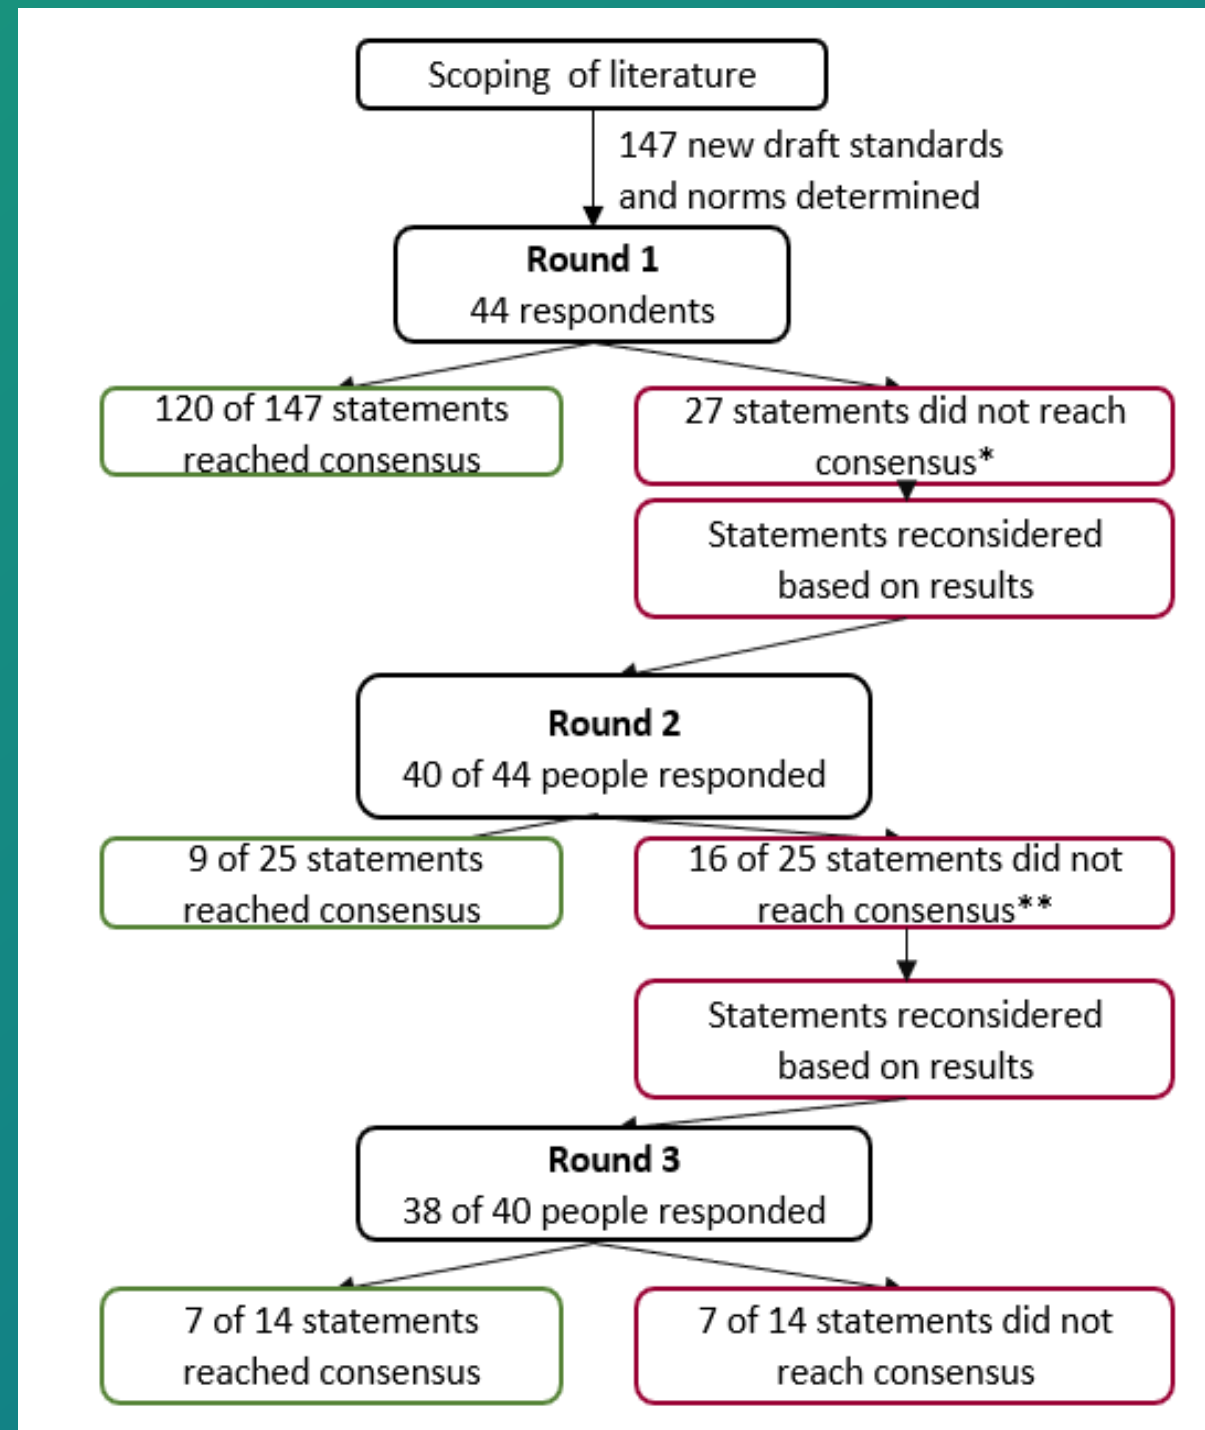 Scoping of literature
147 new draft standards
and norms determined
Round 1
44 respondents
120 of 147 statements
reached consensus
27 statements did not reach
consensus*
Statements reconsidered
based on results
Round 2
40 of 44 people responded
9 of 25 statements
reached consensus
16 of 25 statements did not
reach consensus**
Statements reconsidered
based on results
Round 3
38 of 40 people responded
7 of 14 statements
reached consensus
7 of 14 statements did not
reach consensus